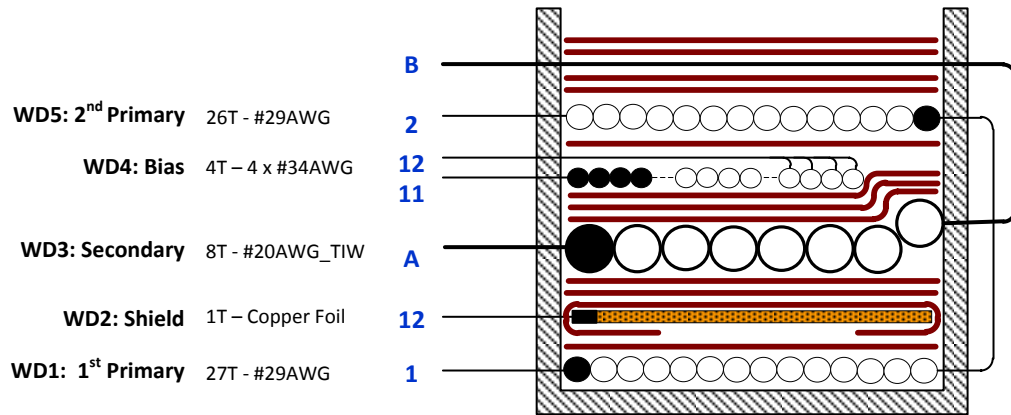 B
WD5: 2nd Primary 26T - #29AWG 2
12
WD4: Bias 4T – 4 x #34AWG
11
WD3: Secondary 8T - #20AWG_TIW A
WD2: Shield 1T – Copper Foil 12
WD1: 1st Primary 27T - #29AWG 1